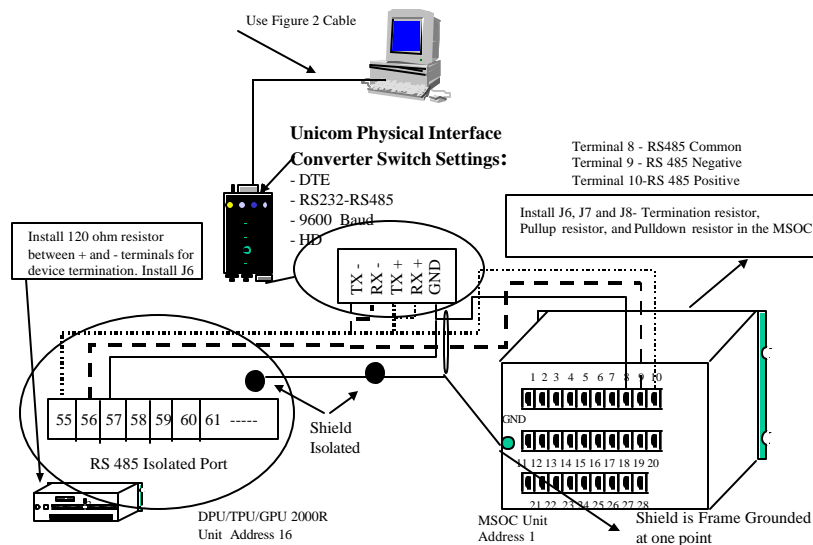 Use Figure 2 Cable
Unicom Physical Interface
Converter Switch Settings:
- DTE
- RS232-RS485
- 9600 Baud
- HD
Terminal 8 - RS485 Common
Terminal 9 - RS 485 Negative
Terminal 10-RS 485 Positive
Install J6, J7 and J8- Termination resistor,
Pullup resistor, and Pulldown resistor in the MSOC
Install 120 ohm resistor
between + and - terminals for
device termination. Install J6
TX -
RX -
TX +
RX +
GND
1 2 3 4 5 6 7 8 9 10
GND
11 12 13 14 15 16 17 18 19 20
21 22 23 24 25 26 27 28
55 56 57 58 59 60 61 -----
RS 485 Isolated Port
Shield
Isolated
DPU/TPU/GPU 2000R
Unit Address 16
MSOC Unit
Address 1
Shield is Frame Grounded
at one point